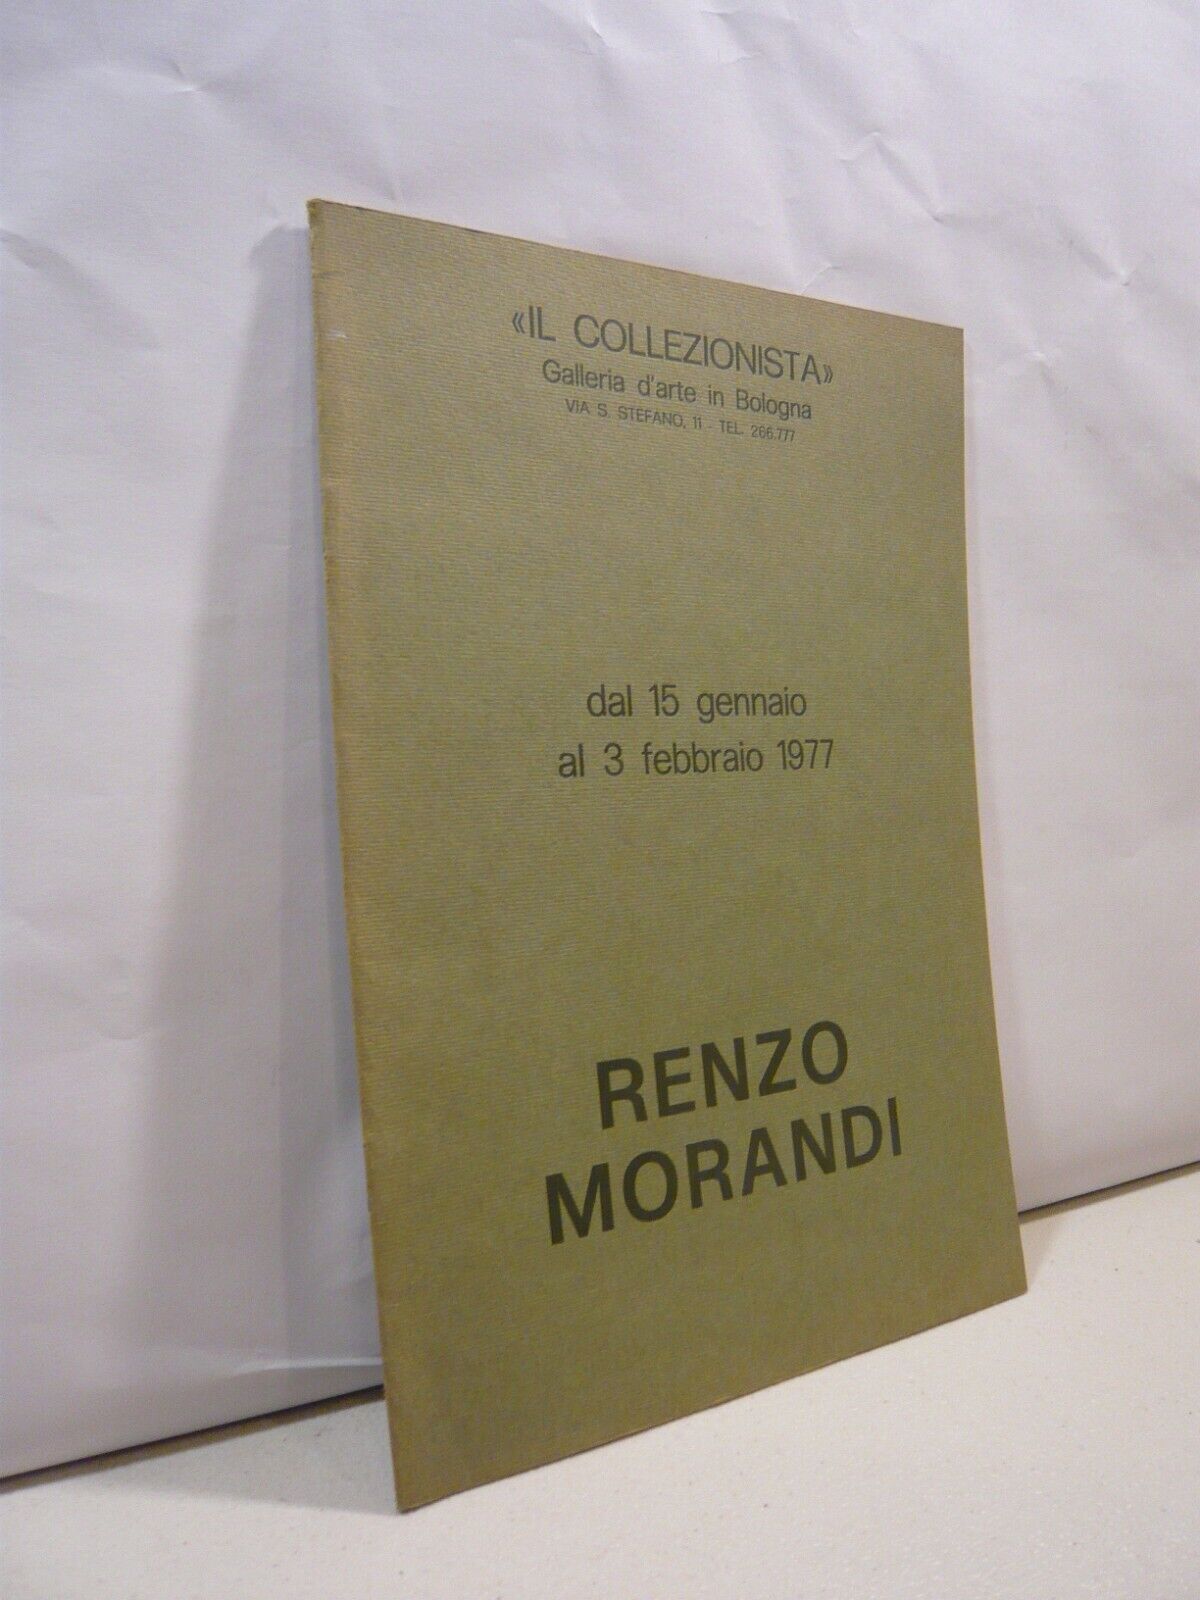 «IL COLLEZIONISTA»
Galleria d'arte in Bologna
VIA S. STEFANO, 11 - TEL. 266.777
dal 15 gennaio
al 3 febbraio 1977
RENZO
MORANDI